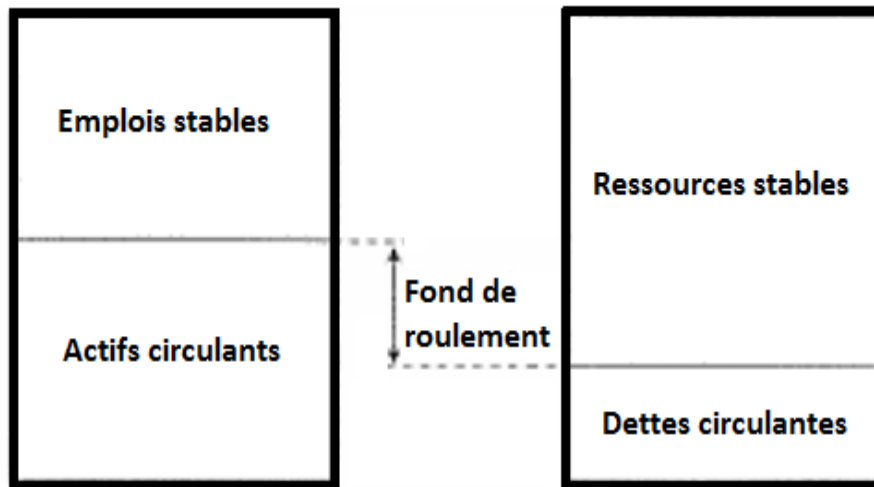 Emplois stables
Actifs circulants
Fond de
roulement
Ressources stables
Dettes circulantes